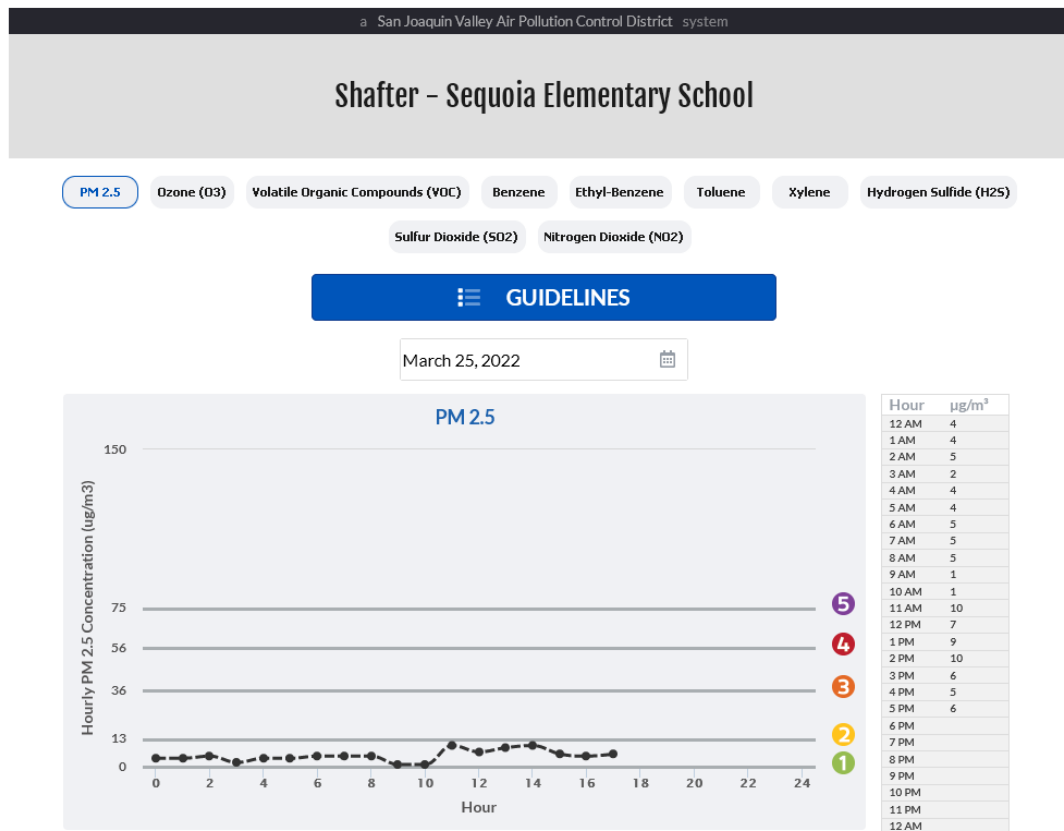 a San Joaquin Valley Air Pollution Control District system
Shafter – Sequoia Elementary School
PM 2.5
Ozone (O3)
Volatile Organic Compounds (VOC)
Benzene
Ethyl-Benzene
Toluene
Xylene
Hydrogen Sulfide (H2S)
Sulfur Dioxide (SO2)
Nitrogen Dioxide (NO2)
GUIDELINES
March 25, 2022
PM 2.5
Hourly PM 2.5 Concentration (ug/m3)
150
75
56
36
13
0
5
4
3
2
1
0 2 4 6 8 10 12 14 16 18 20 22 24
Hour
Hour µg/m³
12 AM 4
1 AM 4
2 AM 5
3 AM 2
4 AM 4
5 AM 4
6 AM 5
7 AM 5
8 AM 5
9 AM 1
10 AM 1
11 AM 10
12 PM 7
1 PM 9
2 PM 10
3 PM 6
4 PM 5
5 PM 6
6 PM
7 PM
8 PM
9 PM
10 PM
11 PM
12 AM